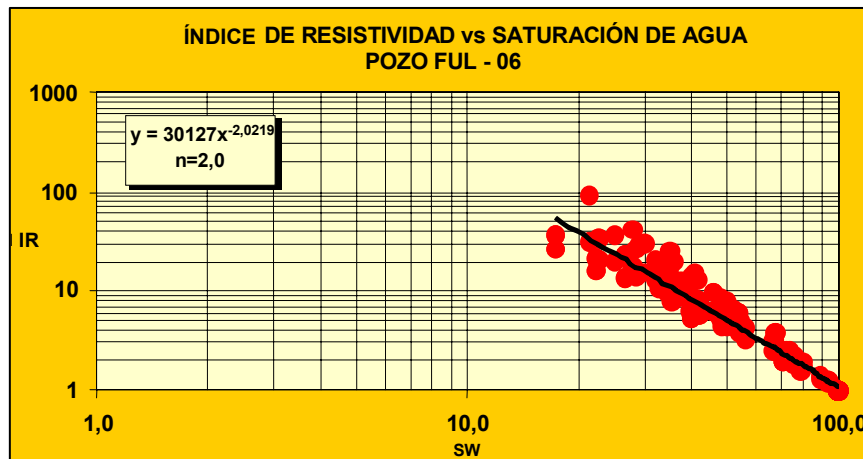 ÍNDICE DE RESISTIVIDAD vs SATURACIÓN DE AGUA
POZO FUL - 06
1000
y = 30127x^-2,0219
n=2,0
100
IR
10
1
1,0 10,0 100,0
SW